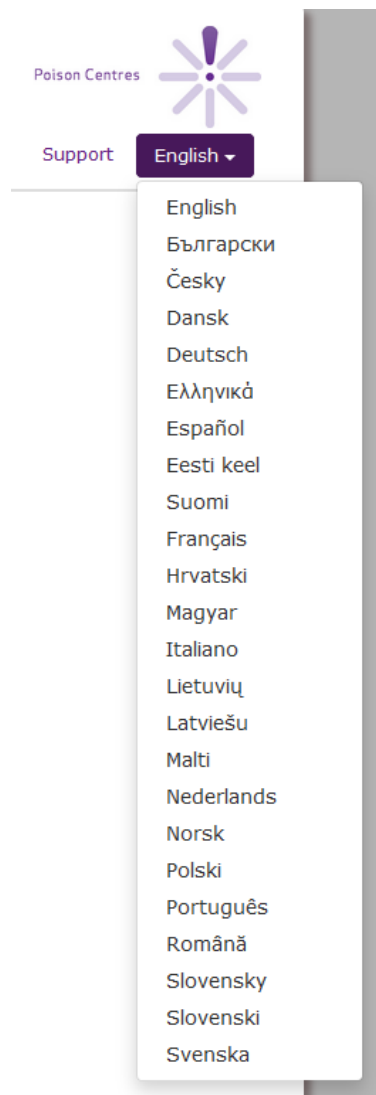 Poison Centres
Support English
English
Български
Česky
Dansk
Deutsch
Ελληνικά
Español
Eesti keel
Suomi
Français
Hrvatski
Magyar
Italiano
Lietuvių
Latviešu
Malti
Nederlands
Norsk
Polski
Português
Română
Slovensky
Slovenski
Svenska